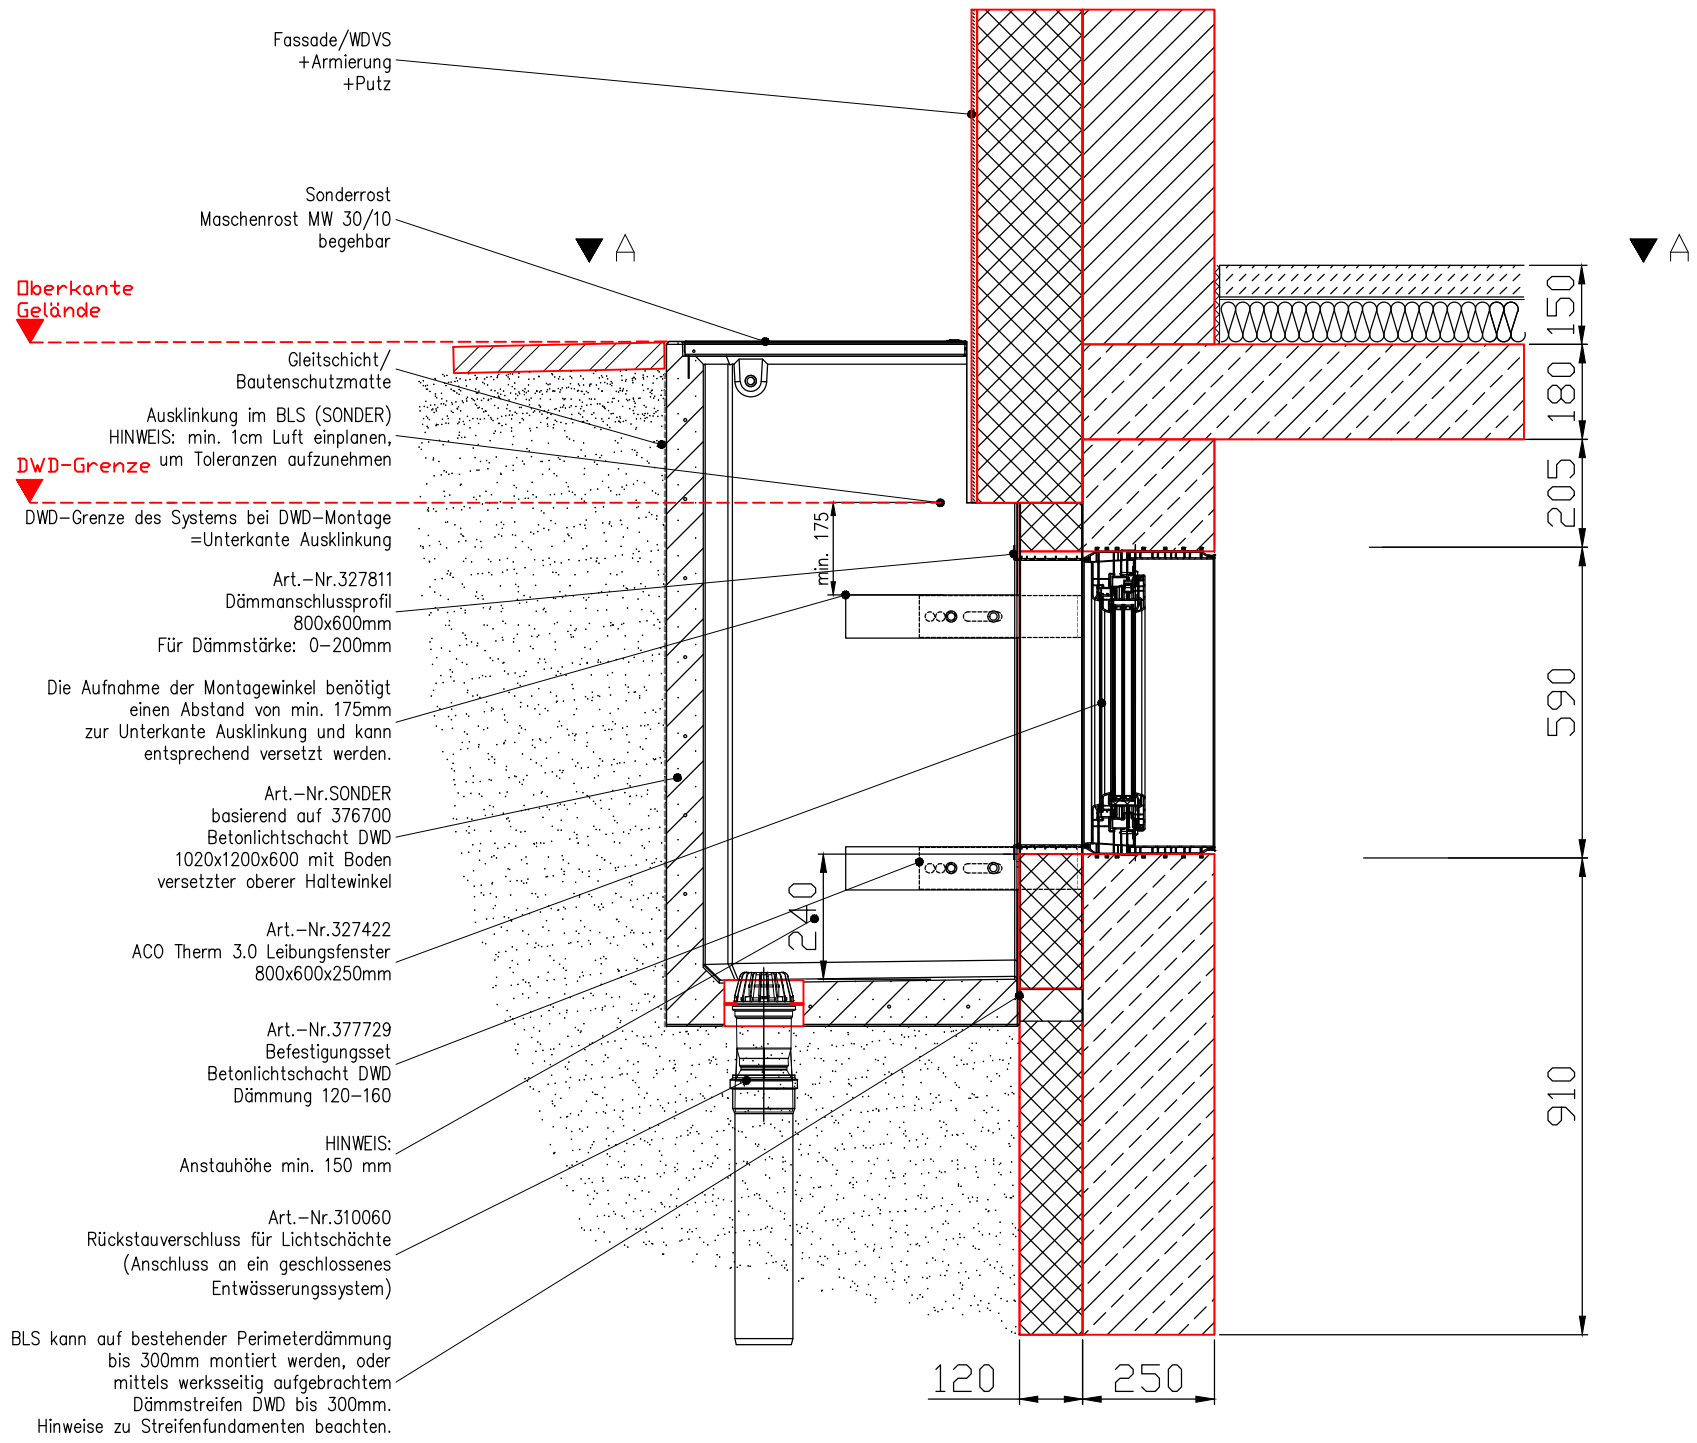 Fassade/WDVS
+Armierung
+Putz
Sonderrost
Maschenrost MW 30/10
begehbar
A
A
Oberkante
Gelände
Gleitschicht/
Bautenschutzmatte
Ausklinkung im BLS (SONDER)
HINWEIS: min. 1cm Luft einplanen,
um Toleranzen aufzunehmen
DWD-Grenze
DWD-Grenze des Systems bei DWD-Montage
=Unterkante Ausklinkung
Art.-Nr.327811
Dämmanschlussprofil
800x600mm
Für Dämmstärke: 0-200mm
Die Aufnahme der Montagewinkel benötigt
einen Abstand von min. 175mm
zur Unterkante Ausklinkung und kann
entsprechend versetzt werden.
Art.-Nr.SONDER
basierend auf 376700
Betonlichtschacht DWD
1020x1200x600 mit Boden
versetzter oberer Haltewinkel
Art.-Nr.327422
ACO Therm 3.0 Leibungsfenster
800x600x250mm
Art.-Nr.377729
Befestigungsset
Betonlichtschacht DWD
Dämmung 120-160
HINWEIS:
Anstauhöhe min. 150 mm
Art.-Nr.310060
Rückstauverschluss für Lichtschächte
(Anschluss an ein geschlossenes
Entwässerungssystem)
BLS kann auf bestehender Perimeterdämmung
bis 300mm montiert werden, oder
mittels werksseitig aufgebrachtem
Dämmstreifen DWD bis 300mm.
Hinweise zu Streifenfundamenten beachten.
min. 175
240
150
180
205
590
910
120
250